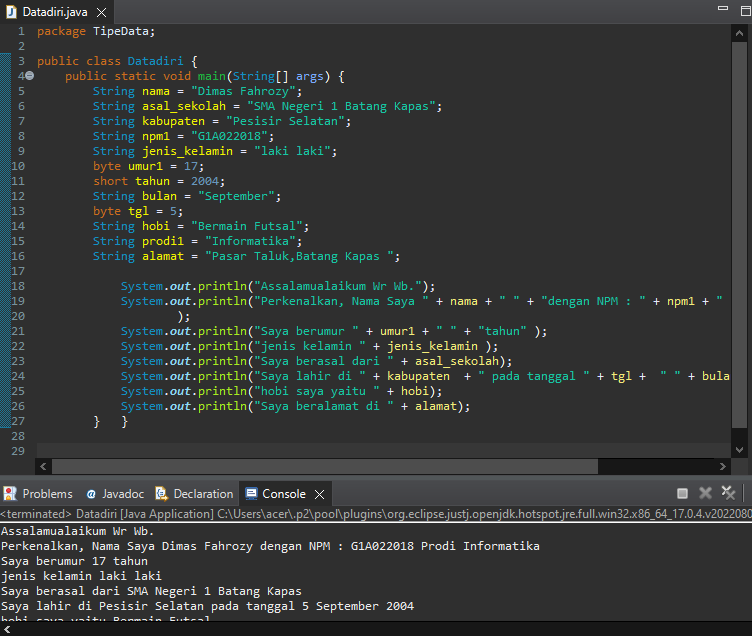 Datadiri.java
1 package TipeData;
2
3 public class Datadiri {
4 public static void main(String[] args) {
5 String nama = "Dimas Fahrozy";
6 String asal_sekolah = "SMA Negeri 1 Batang Kapas";
7 String kabupaten = "Pesisir Selatan";
8 String npm1 = "G1A022018";
9 String jenis_kelamin = "laki laki";
10 byte umur1 = 17;
11 short tahun = 2004;
12 String bulan = "September";
13 byte tgl = 5;
14 String hobi = "Bermain Futsal";
15 String prodi1 = "Informatika";
16 String alamat = "Pasar Taluk,Batang Kapas ";
17
18 System.out.println("Assalamualaikum Wr Wb.");
19 System.out.println("Perkenalkan, Nama Saya " + nama + " " + "dengan NPM : " + npm1 + "
20 );
21 System.out.println("Saya berumur " + umur1 + " " + "tahun" );
22 System.out.println("jenis kelamin " + jenis_kelamin );
23 System.out.println("Saya berasal dari " + asal_sekolah);
24 System.out.println("Saya lahir di " + kabupaten  + " pada tanggal " + tgl +  " " + bula
25 System.out.println("hobi saya yaitu " + hobi);
26 System.out.println("Saya beralamat di " + alamat);
27 }   }
28
29
Problems @ Javadoc Declaration Console
<terminated> Datadiri [Java Application] C:\Users\acer\.p2\pool\plugins\org.eclipse.justj.openjdk.hotspot.jre.full.win32.x86_64_17.0.4.v2022080
Assalamualaikum Wr Wb.
Perkenalkan, Nama Saya Dimas Fahrozy dengan NPM : G1A022018 Prodi Informatika
Saya berumur 17 tahun
jenis kelamin laki laki
Saya berasal dari SMA Negeri 1 Batang Kapas
Saya lahir di Pesisir Selatan pada tanggal 5 September 2004
hobi saya yaitu Bermain Futsal